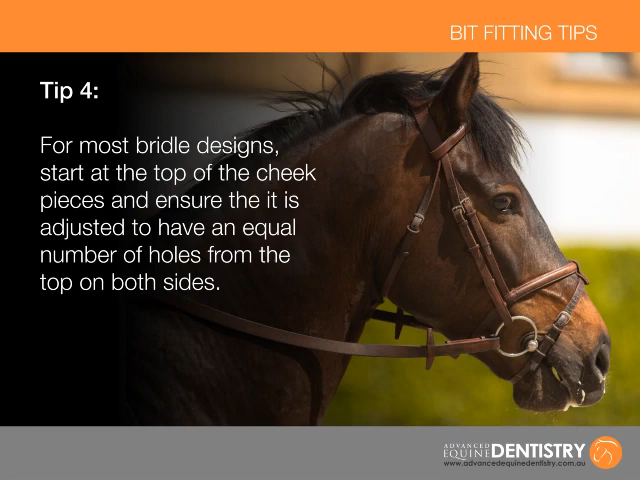 BIT FITTING TIPS
Tip 4:
For most bridle designs,
start at the top of the cheek
pieces and ensure the it is
adjusted to have an equal
number of holes from the
top on both sides.
ADVANCED
EQUINE DENTISTRY
www.advancedequinedentistry.com.au